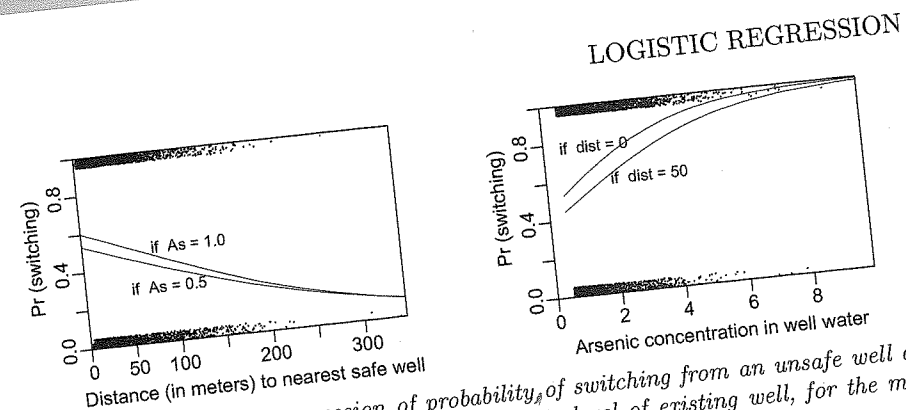 LOGISTIC REGRESSION
Pr (switching)
0.0 0.4 0.8
if As = 1.0
if As = 0.5
0 50 100 200 300
Distance (in meters) to nearest safe well
Pr (switching)
0.0 0.4 0.8
if dist = 0
if dist = 50
0 2 4 6 8
Arsenic concentration in well water
of probability of switching from an unsafe well
of existing well, for the